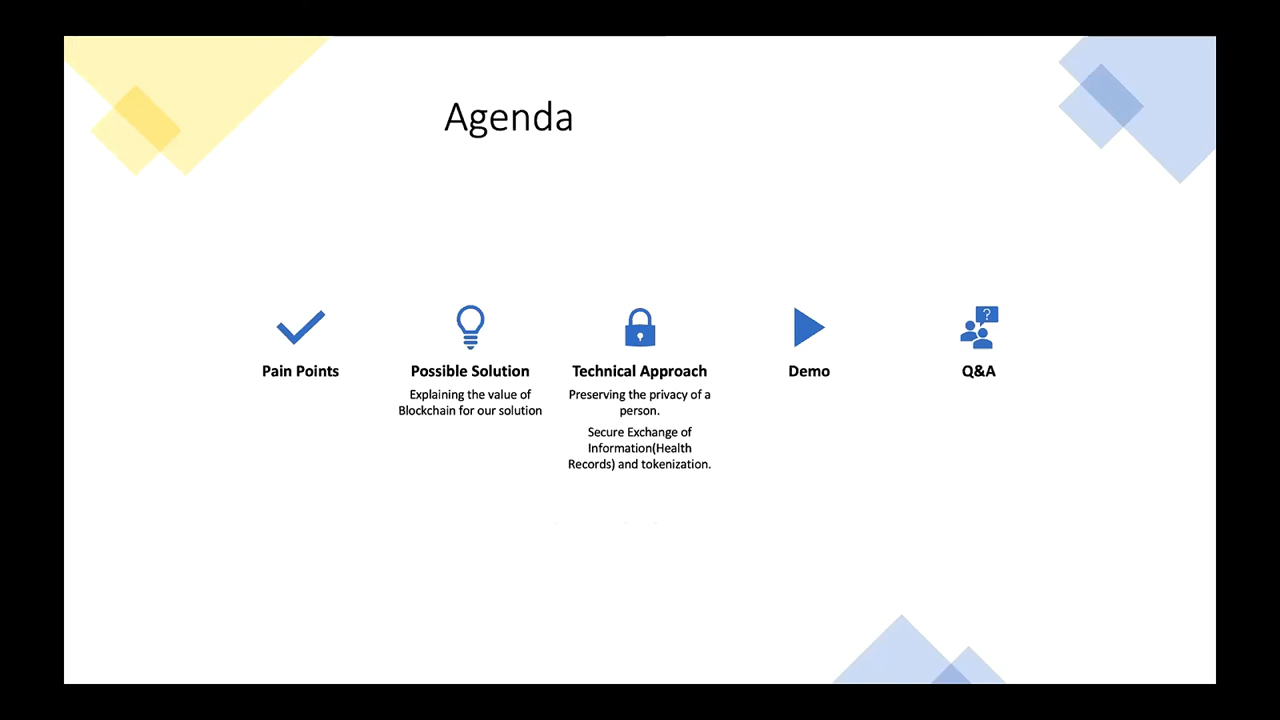 Agenda
Pain Points
Possible Solution
Explaining the value of
Blockchain for our solution
Technical Approach
Preserving the privacy of a
person.
Secure Exchange of
Information(Health
Records) and tokenization.
Demo
?
Q&A